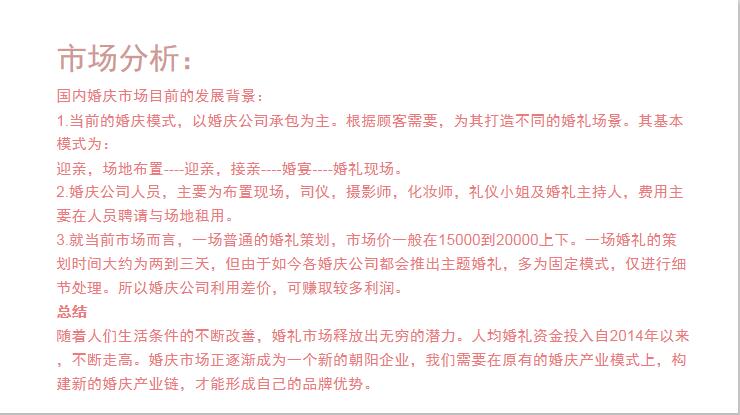 市场分析：
国内婚庆市场目前的发展背景：
1.当前的婚庆模式，以婚庆公司承包为主。根据顾客需要，为其打造不同的婚礼场景。其基本
模式为：
迎亲，场地布置----迎亲，接亲----婚宴----婚礼现场。
2.婚庆公司人员，主要为布置现场，司仪，摄影师，化妆师，礼仪小姐及婚礼主持人，费用主
要在人员聘请与场地租用。
3.就当前市场而言，一场普通的婚礼策划，市场价一般在15000到20000上下。一场婚礼的策
划时间大约为两到三天，但由于如今各婚庆公司都会推出主题婚礼，多为固定模式，仅进行细
节处理。所以婚庆公司利用差价，可赚取较多利润。
总结
随着人们生活条件的不断改善，婚礼市场释放出无穷的潜力。人均婚礼资金投入自2014年以来
，不断走高。婚庆市场正逐渐成为一个新的朝阳企业，我们需要在原有的婚庆产业模式上，构
建新的婚庆产业链，才能形成自己的品牌优势。